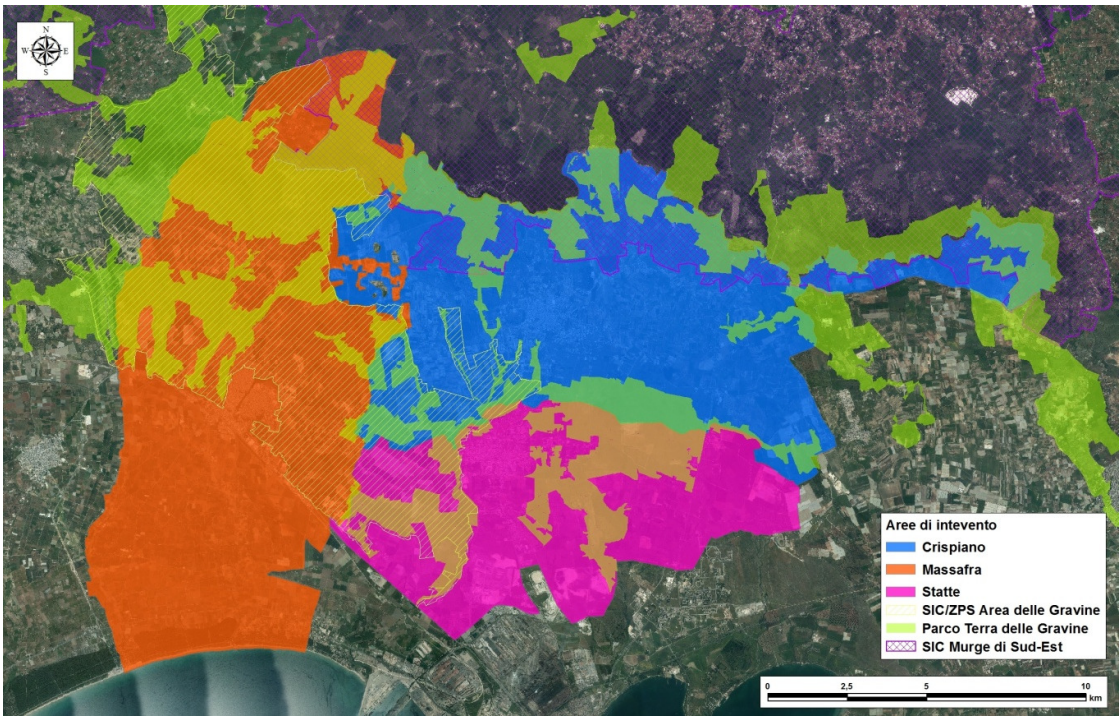 N
W E
S
Aree di intevento
Crispiano
Massafra
Statte
SIC/ZPS Area delle Gravine
Parco Terra delle Gravine
SIC Murge di Sud-Est
0 2,5 5 10
km